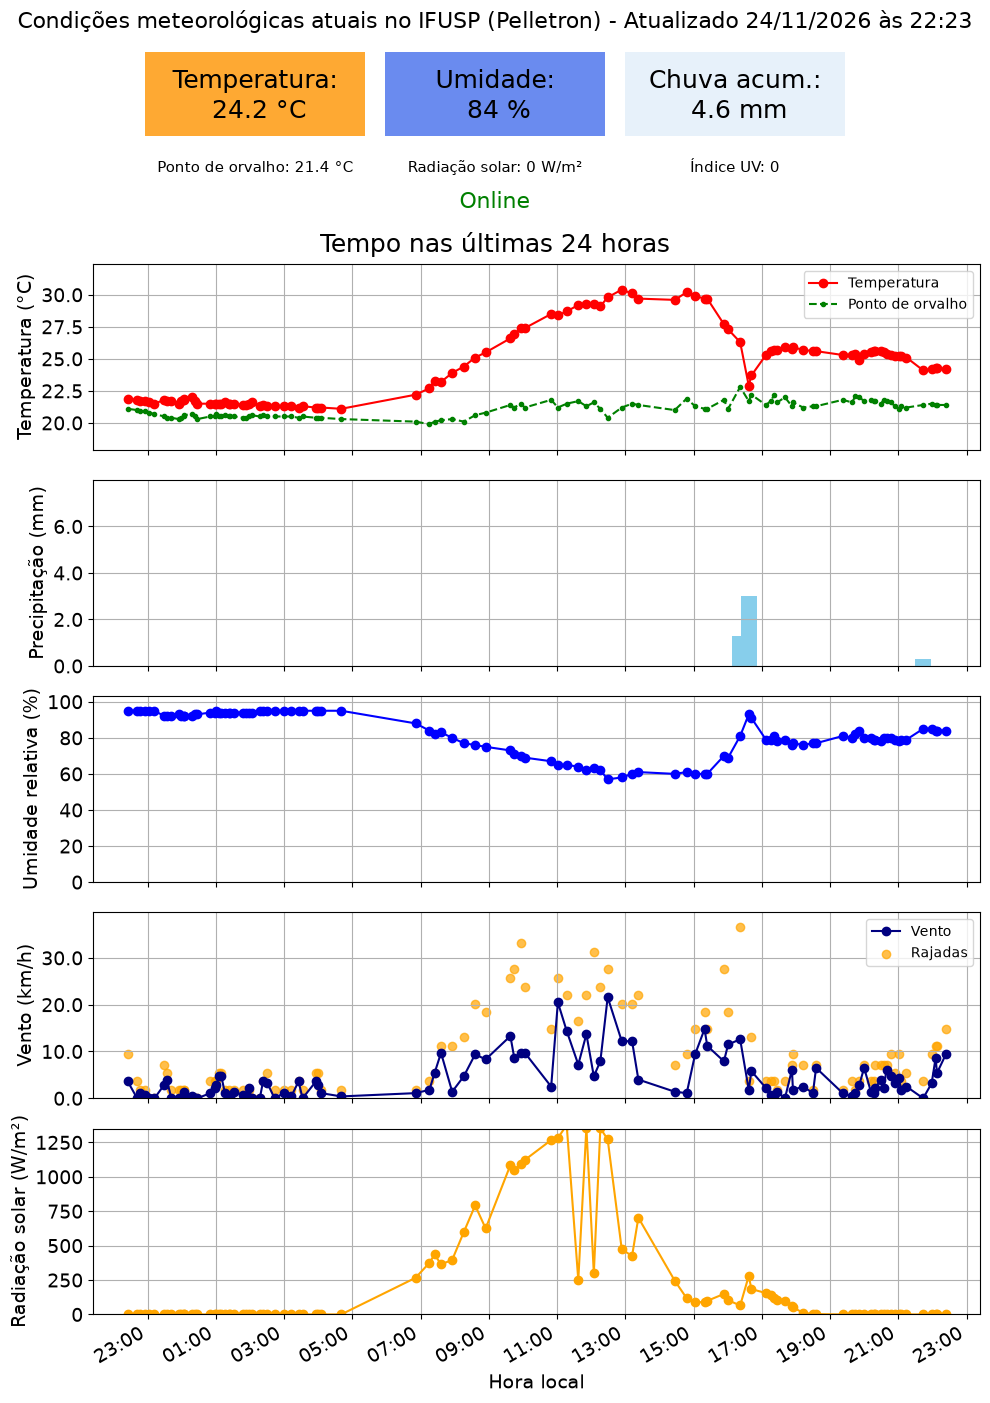 Condições meteorológicas atuais no IFUSP (Pelletron) - Atualizado 24/11/2026 às 22:23
Temperatura:
24.2 °C
Umidade:
84 %
Chuva acum.:
4.6 mm
Ponto de orvalho: 21.4 °C
Radiação solar: 0 W/m²
Índice UV: 0
Online
Tempo nas últimas 24 horas
Temperatura (°C)
30.0
27.5
25.0
22.5
20.0
Temperatura
Ponto de orvalho
Precipitação (mm)
6.0
4.0
2.0
0.0
Umidade relativa (%)
100
80
60
40
20
0
Vento (km/h)
30.0
20.0
10.0
0.0
Vento
Rajadas
Radiação solar (W/m²)
1250
1000
750
500
250
0
23:00
01:00
03:00
05:00
07:00
09:00
11:00
13:00
15:00
17:00
19:00
21:00
23:00
Hora local